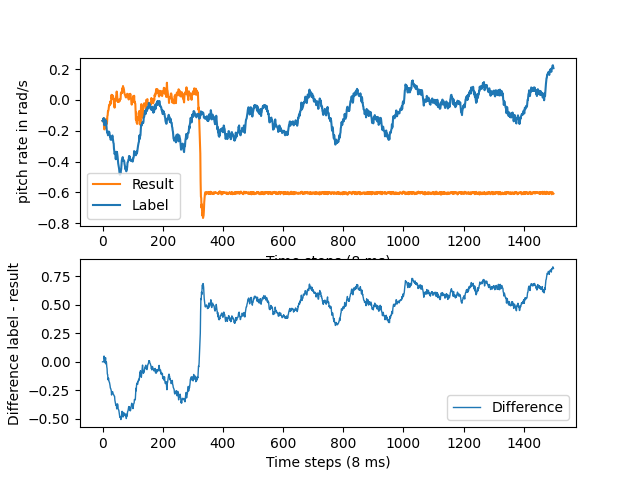 0.2
0.0
−0.2
−0.4
−0.6
−0.8
pitch rate in rad/s
Result
Label
0 200 400 600 800 1000 1200 1400
Time steps (8 ms)
0.75
0.50
0.25
0.00
−0.25
−0.50
Difference label - result
Difference
0 200 400 600 800 1000 1200 1400
Time steps (8 ms)